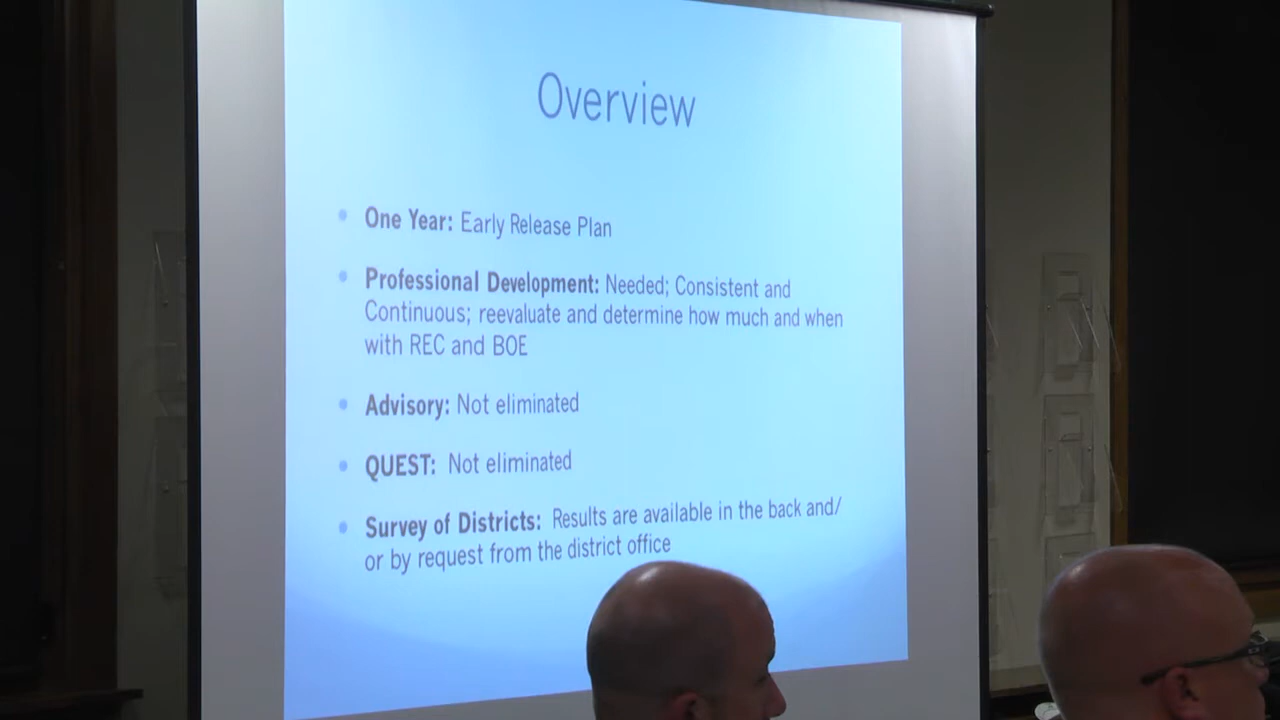 Overview
• One Year: Early Release Plan
• Professional Development: Needed; Consistent and
Continuous; reevaluate and determine how much and when
with REC and BOE
• Advisory: Not eliminated
• QUEST: Not eliminated
• Survey of Districts: Results are available in the back and/
or by request from the district office